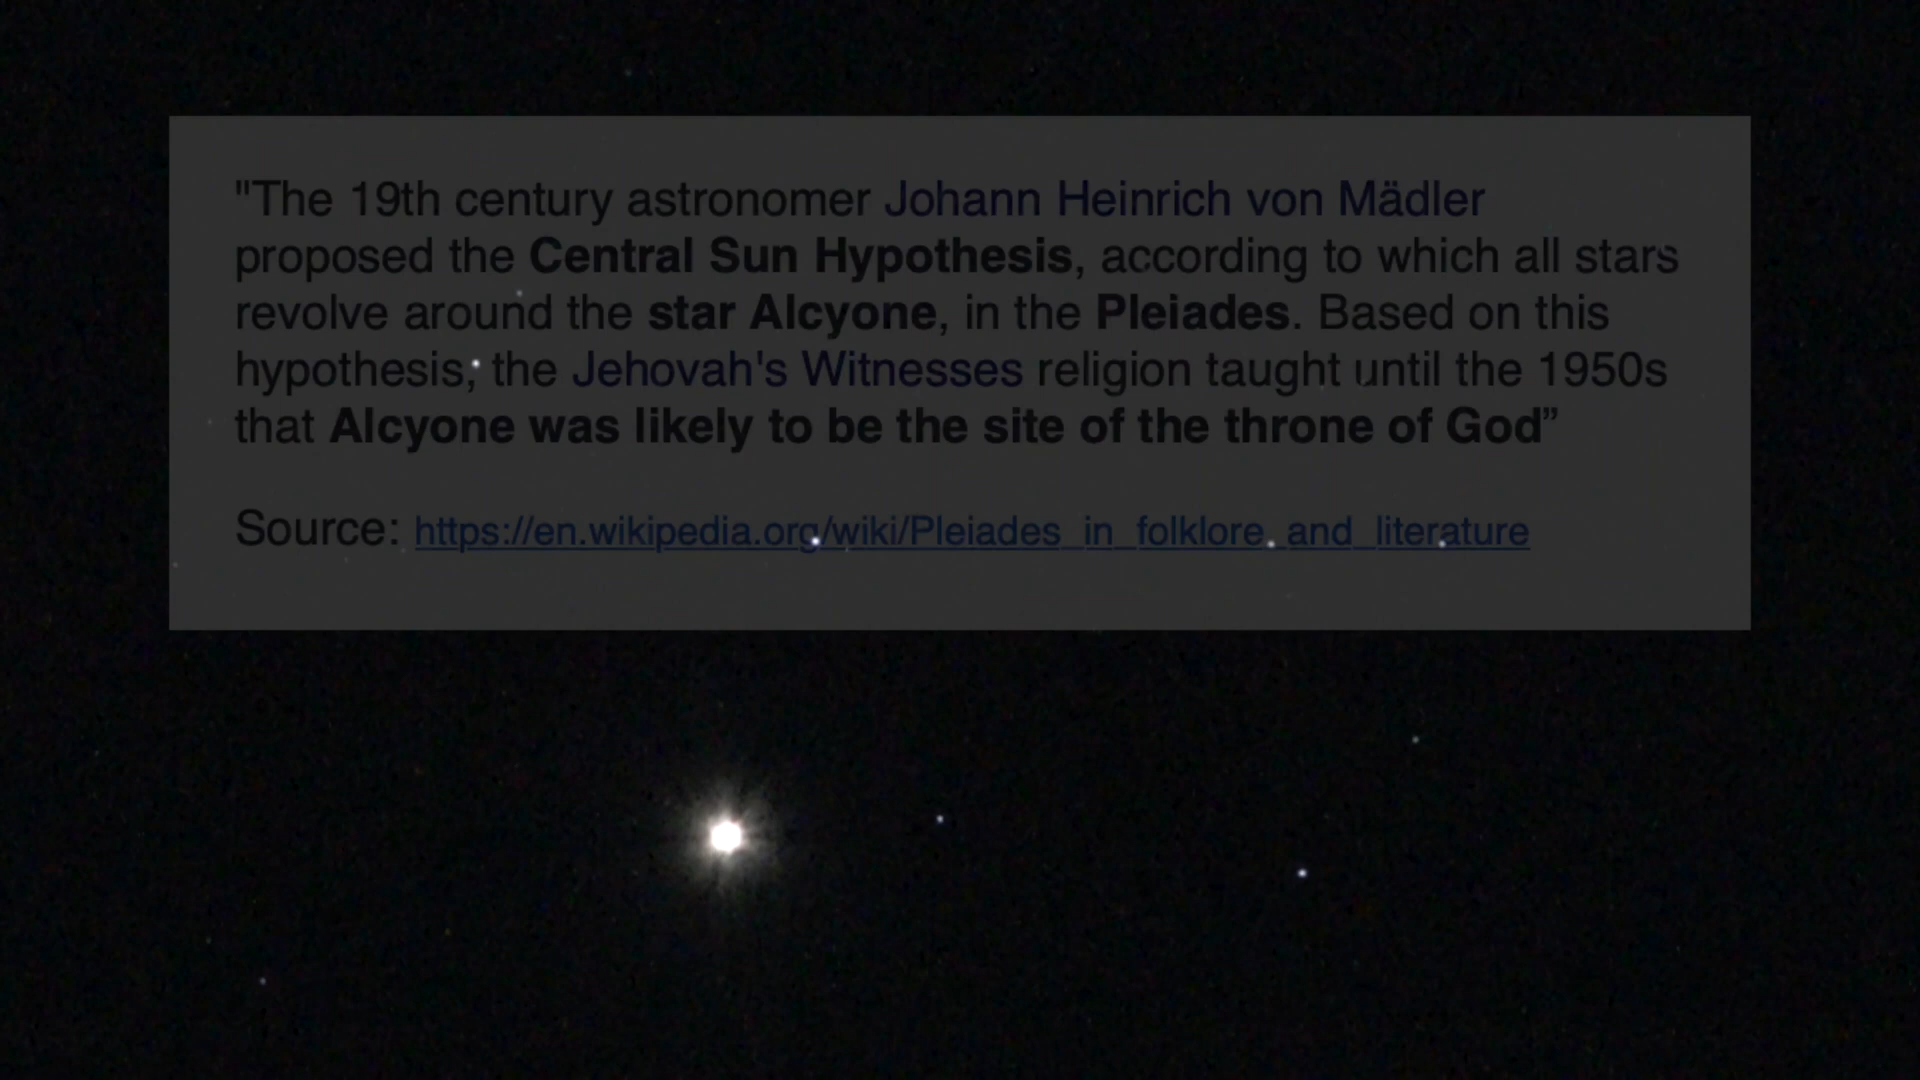 "The 19th century astronomer Johann Heinrich von Mädler
proposed the Central Sun Hypothesis, according to which all stars
revolve around the star Alcyone, in the Pleiades. Based on this
hypothesis, the Jehovah's Witnesses religion taught until the 1950s
that Alcyone was likely to be the site of the throne of God”
Source: https://en.wikipedia.org/wiki/Pleiades_in_folklore_and_literature